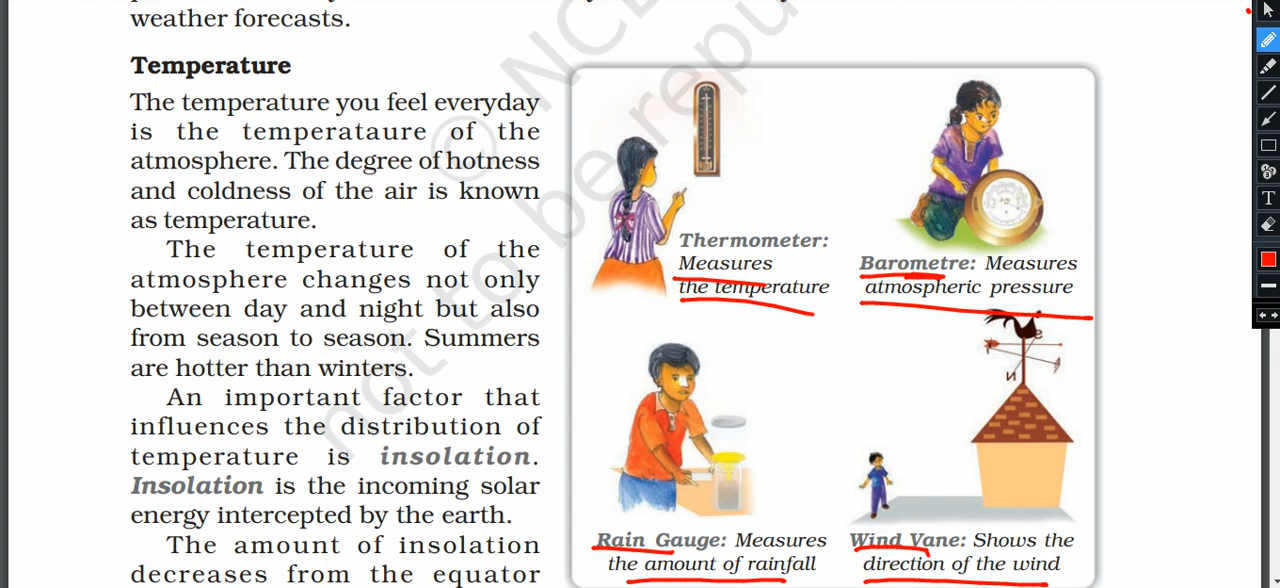 weather forecasts.
Temperature
The temperature you feel everyday
is the temperataure of the
atmosphere. The degree of hotness
and coldness of the air is known
as temperature.
The temperature of the
atmosphere changes not only
between day and night but also
from season to season. Summers
are hotter than winters.
An important factor that
influences the distribution of
temperature is insolation.
Insolation is the incoming solar
energy intercepted by the earth.
The amount of insolation
decreases from the equator
Thermometer:
Measures
the temperature
Barometre: Measures
atmospheric pressure
Rain Gauge: Measures
the amount of rainfall
Wind Vane: Shows the
direction of the wind
N
© NC
not to be repu
T